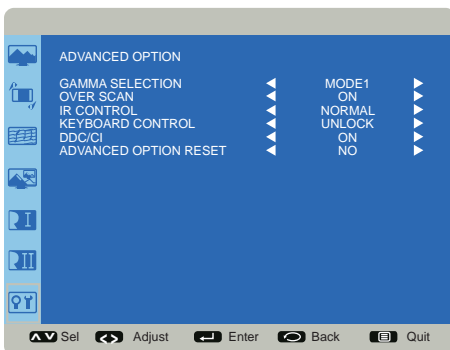 ADVANCED OPTION
GAMMA SELECTION MODE1
OVER SCAN ON
IR CONTROL NORMAL
KEYBOARD CONTROL UNLOCK
DDC/CI ON
ADVANCED OPTION RESET NO
Sel Adjust Enter Back Quit